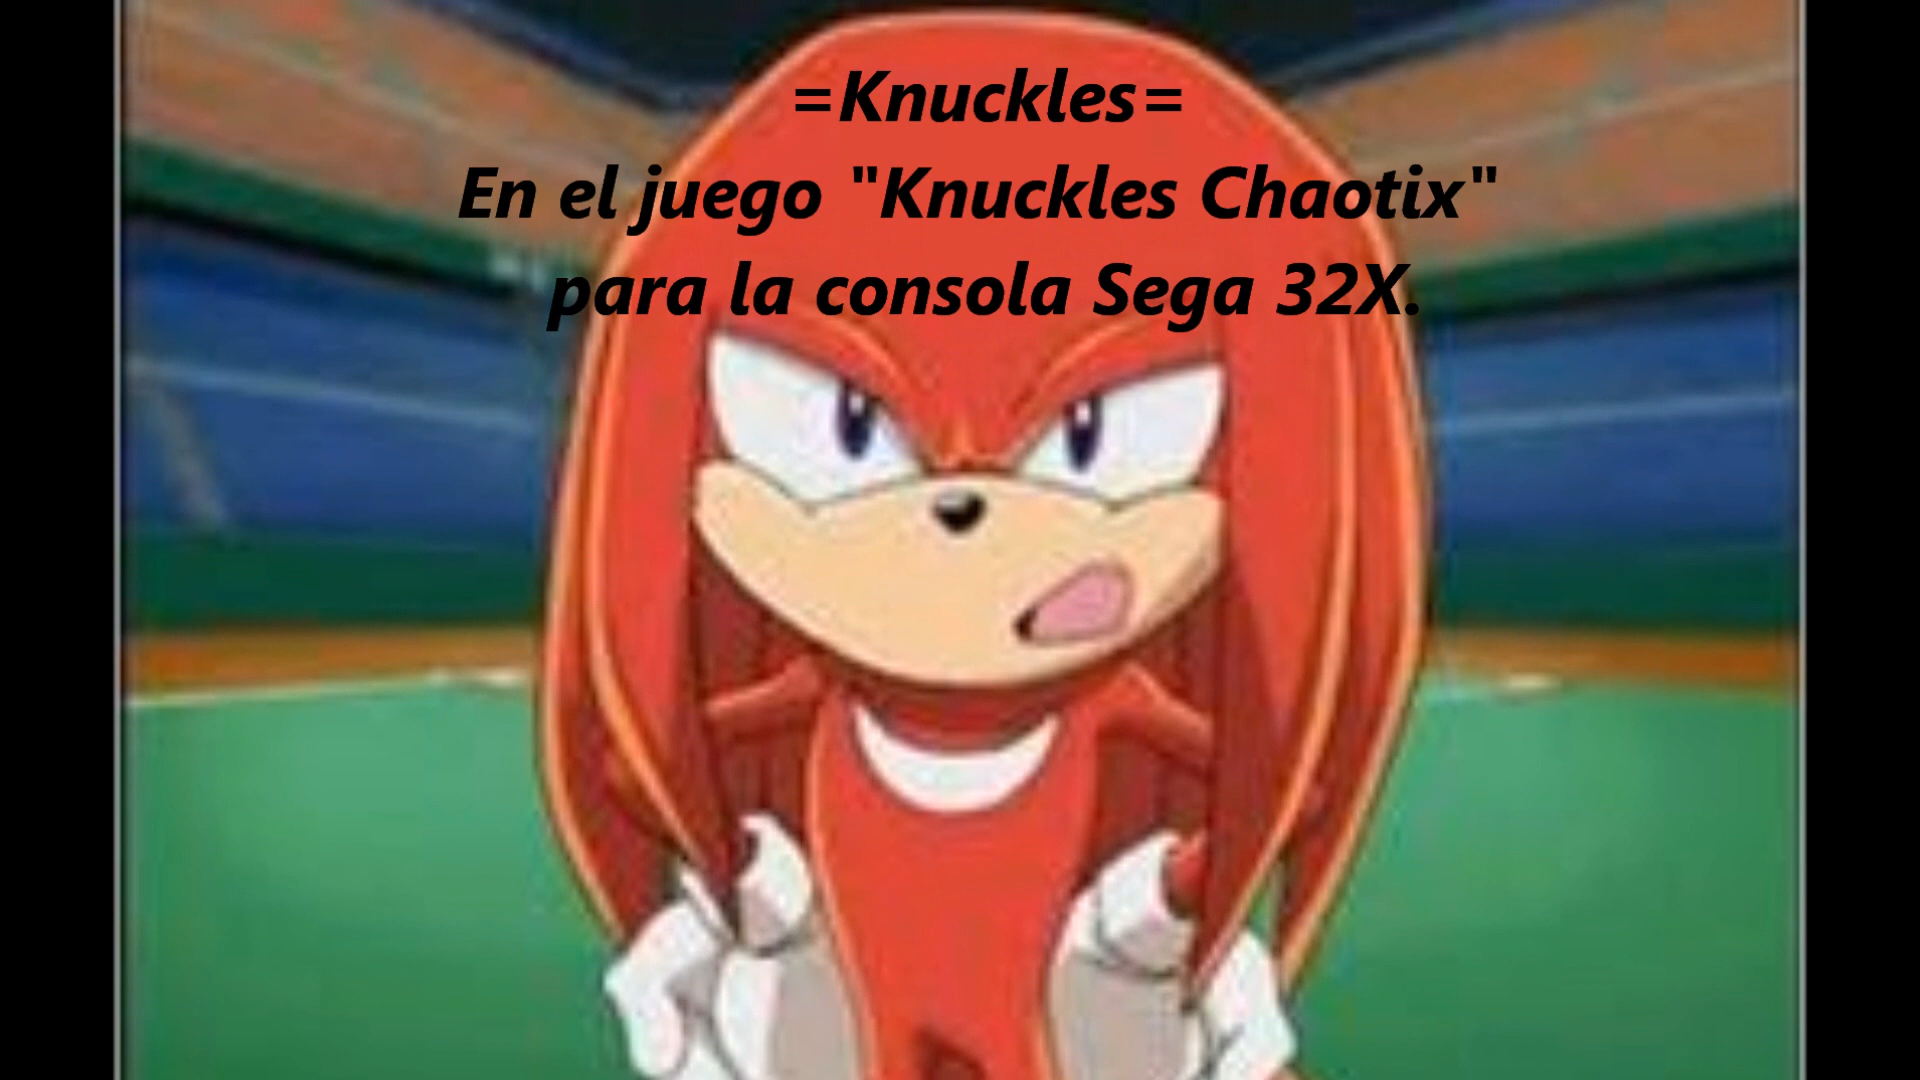 =Knuckles=
En el juego "Knuckles Chaotix"
para la consola Sega 32X.